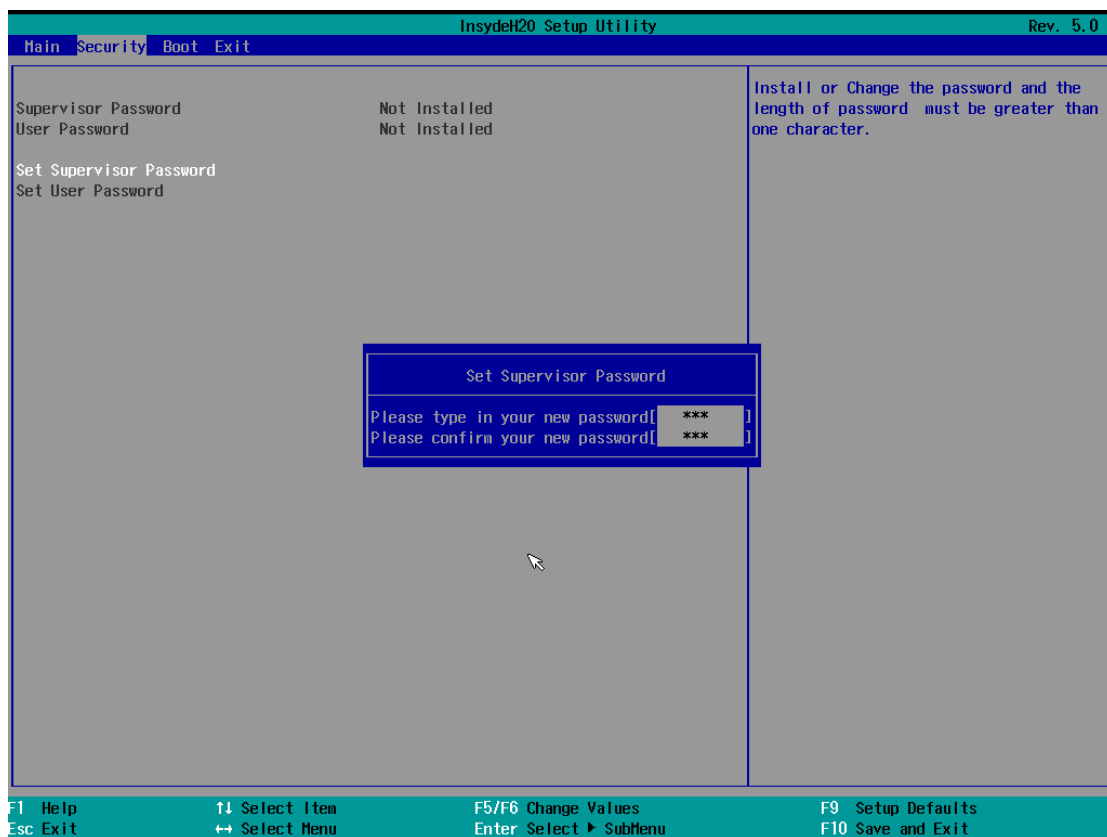 InsydeH20 Setup Utility Rev. 5.0
Main Security Boot Exit
Supervisor Password Not Installed
User Password Not Installed
Set Supervisor Password
Set User Password
Install or Change the password and the
length of password must be greater than
one character.
Set Supervisor Password
Please type in your new password[ *** ]
Please confirm your new password[ *** ]
F1 Help ↑↓ Select Item F5/F6 Change Values F9 Setup Defaults
Esc Exit ↔ Select Menu Enter Select ▶ SubMenu F10 Save and Exit